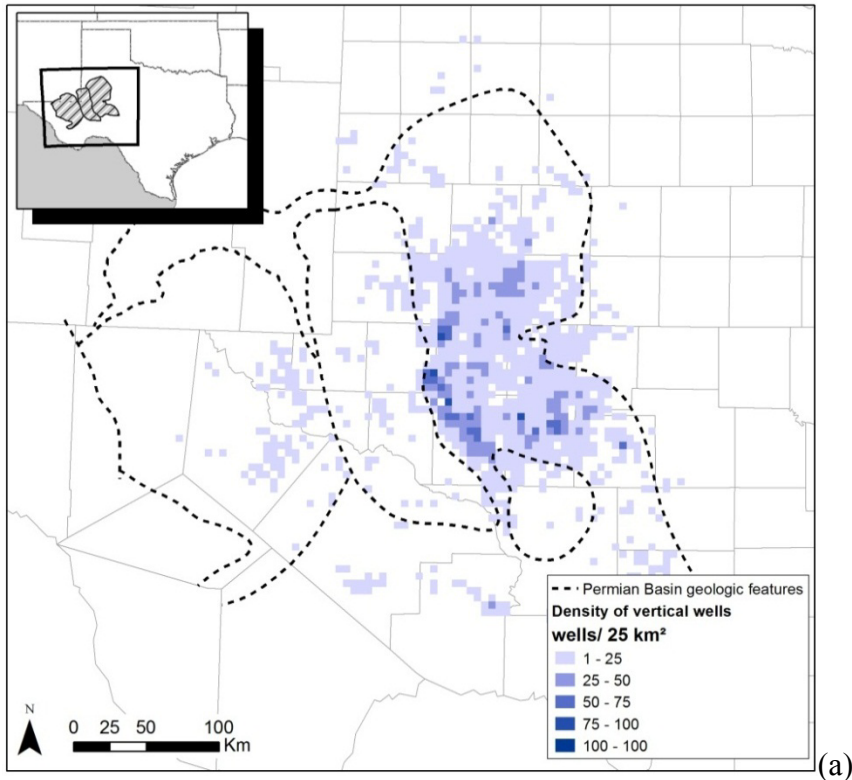 Permian Basin geologic features
Density of vertical wells
wells/ 25 km²
1 - 25
25 - 50
50 - 75
75 - 100
100 - 100
N
0 25 50 100
Km
(a)